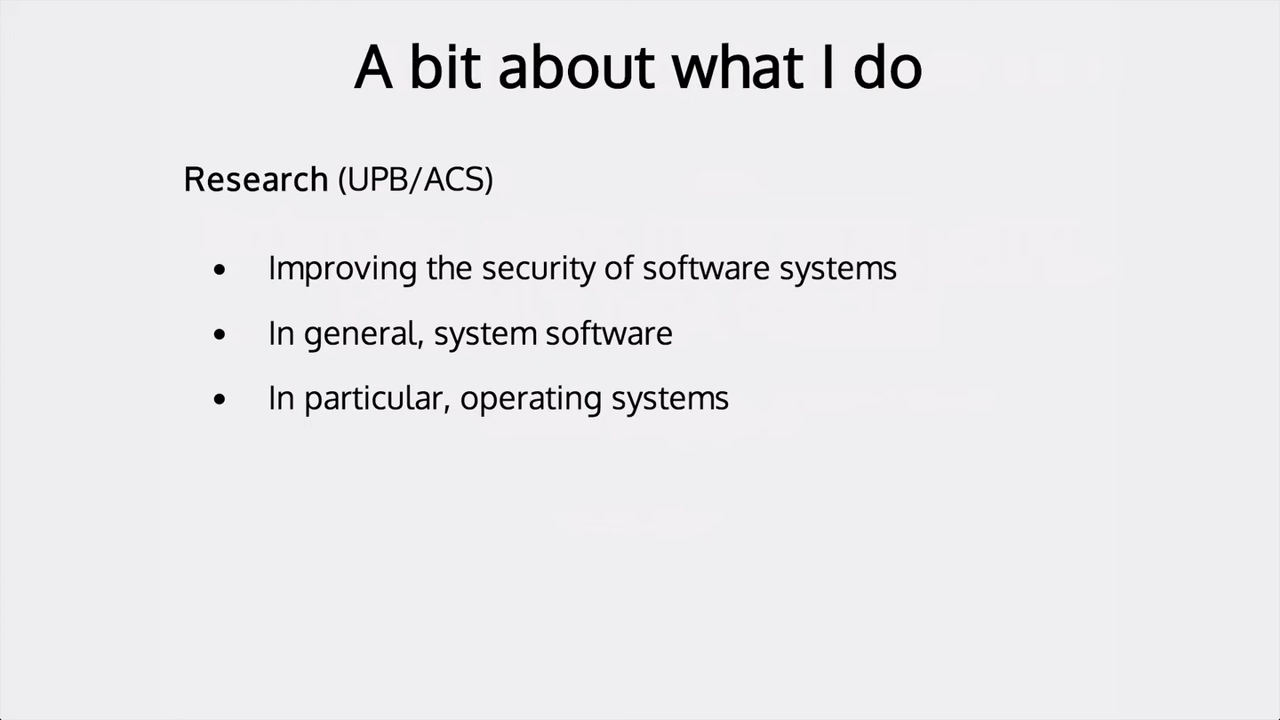 A bit about what I do
Research (UPB/ACS)
• Improving the security of software systems
• In general, system software
• In particular, operating systems